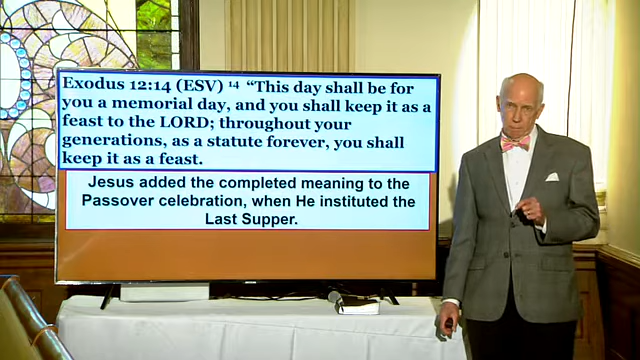 Exodus 12:14 (ESV) 14 “This day shall be for
you a memorial day, and you shall keep it as a
feast to the LORD; throughout your
generations, as a statute forever, you shall
keep it as a feast.
Jesus added the completed meaning to the
Passover celebration, when He instituted the
Last Supper.